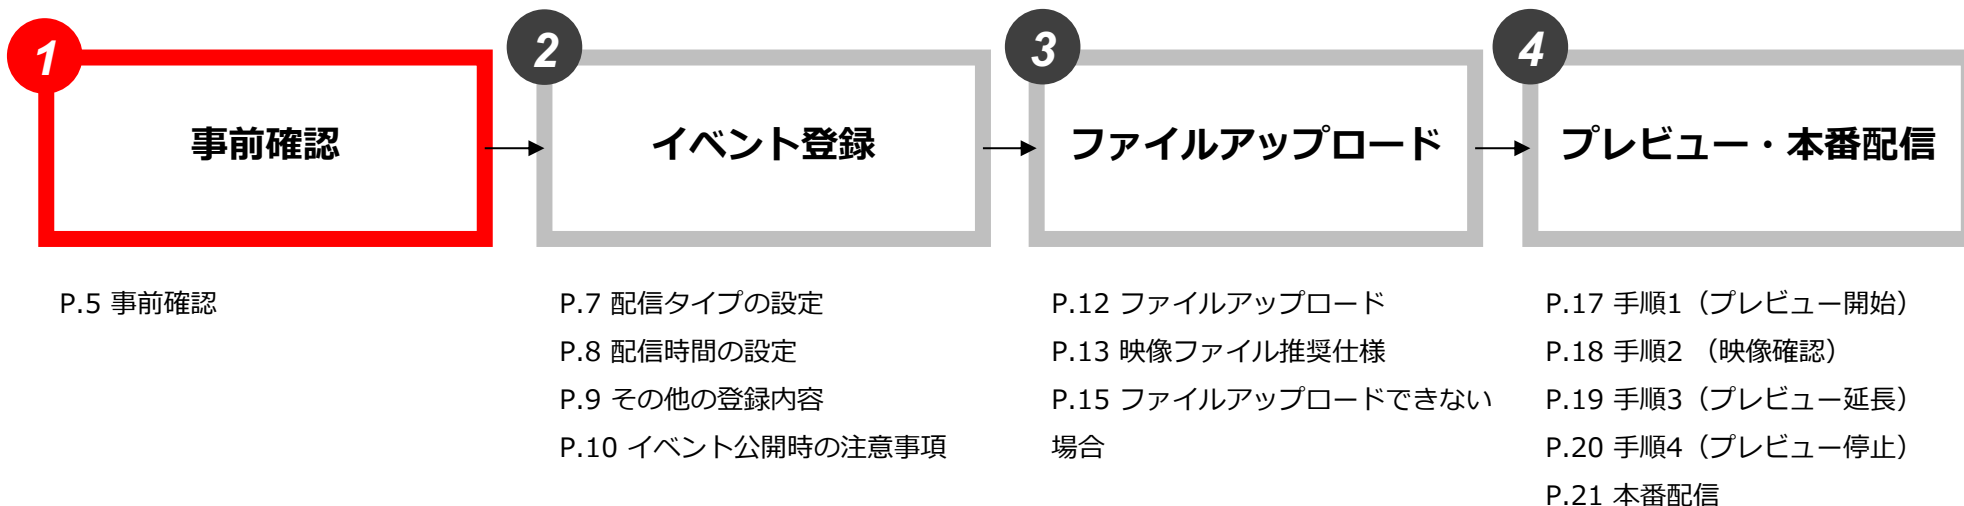 1
事前確認
P.5 事前確認
2
イベント登録
P.7 配信タイプの設定
P.8 配信時間の設定
P.9 その他の登録内容
P.10 イベント公開時の注意事項
3
ファイルアップロード
P.12 ファイルアップロード
P.13 映像ファイル推奨仕様
P.15 ファイルアップロードできない
場合
4
プレビュー・本番配信
P.17 手順1（プレビュー開始）
P.18 手順2 （映像確認）
P.19 手順3（プレビュー延長）
P.20 手順4（プレビュー停止）
P.21 本番配信